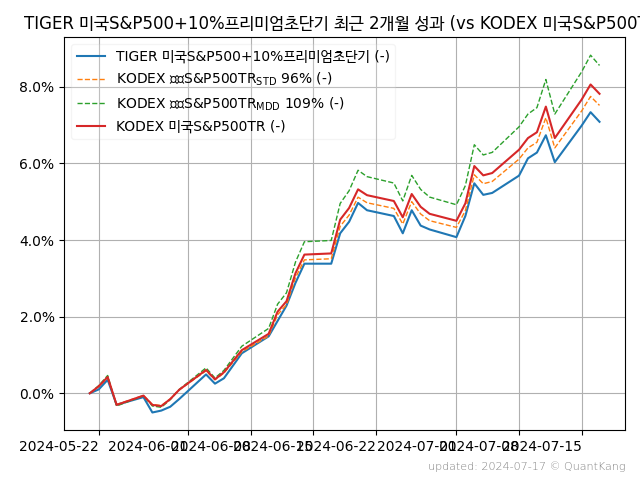 TIGER 미국S&P500+10%프리미엄초단기 최근 2개월 성과 (vs KODEX 미국S&P500T
TIGER 미국S&P500+10%프리미엄초단기 (-)
KODEX S&P500TRSTD 96% (-)
KODEX S&P500TRMDD 109% (-)
KODEX 미국S&P500TR (-)
8.0%
6.0%
4.0%
2.0%
0.0%
2024-05-22 2024-06-01 2024-06-08 2024-06-15 2024-06-22 2024-07-01 2024-07-08 2024-07-15
updated: 2024-07-17 © QuantKang